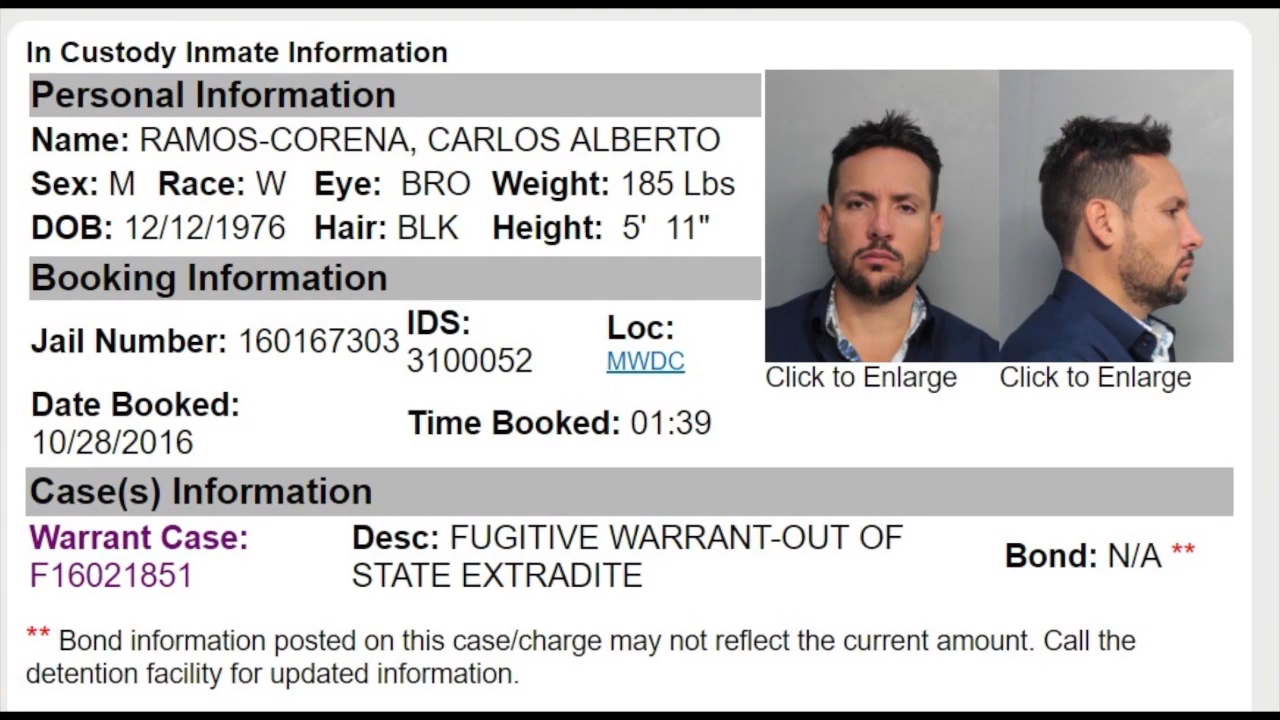 In Custody Inmate Information
Personal Information
Name: RAMOS-CORENA, CARLOS ALBERTO
Sex: M Race: W Eye: BRO Weight: 185 Lbs
DOB: 12/12/1976 Hair: BLK Height: 5' 11"
Click to Enlarge Click to Enlarge
Booking Information
Jail Number: 160167303 IDS: 3100052 Loc: MWDC
Date Booked: 10/28/2016 Time Booked: 01:39
Case(s) Information
Warrant Case: F16021851
Desc: FUGITIVE WARRANT-OUT OF
STATE EXTRADITE
Bond: N/A **
** Bond information posted on this case/charge may not reflect the current amount. Call the
detention facility for updated information.